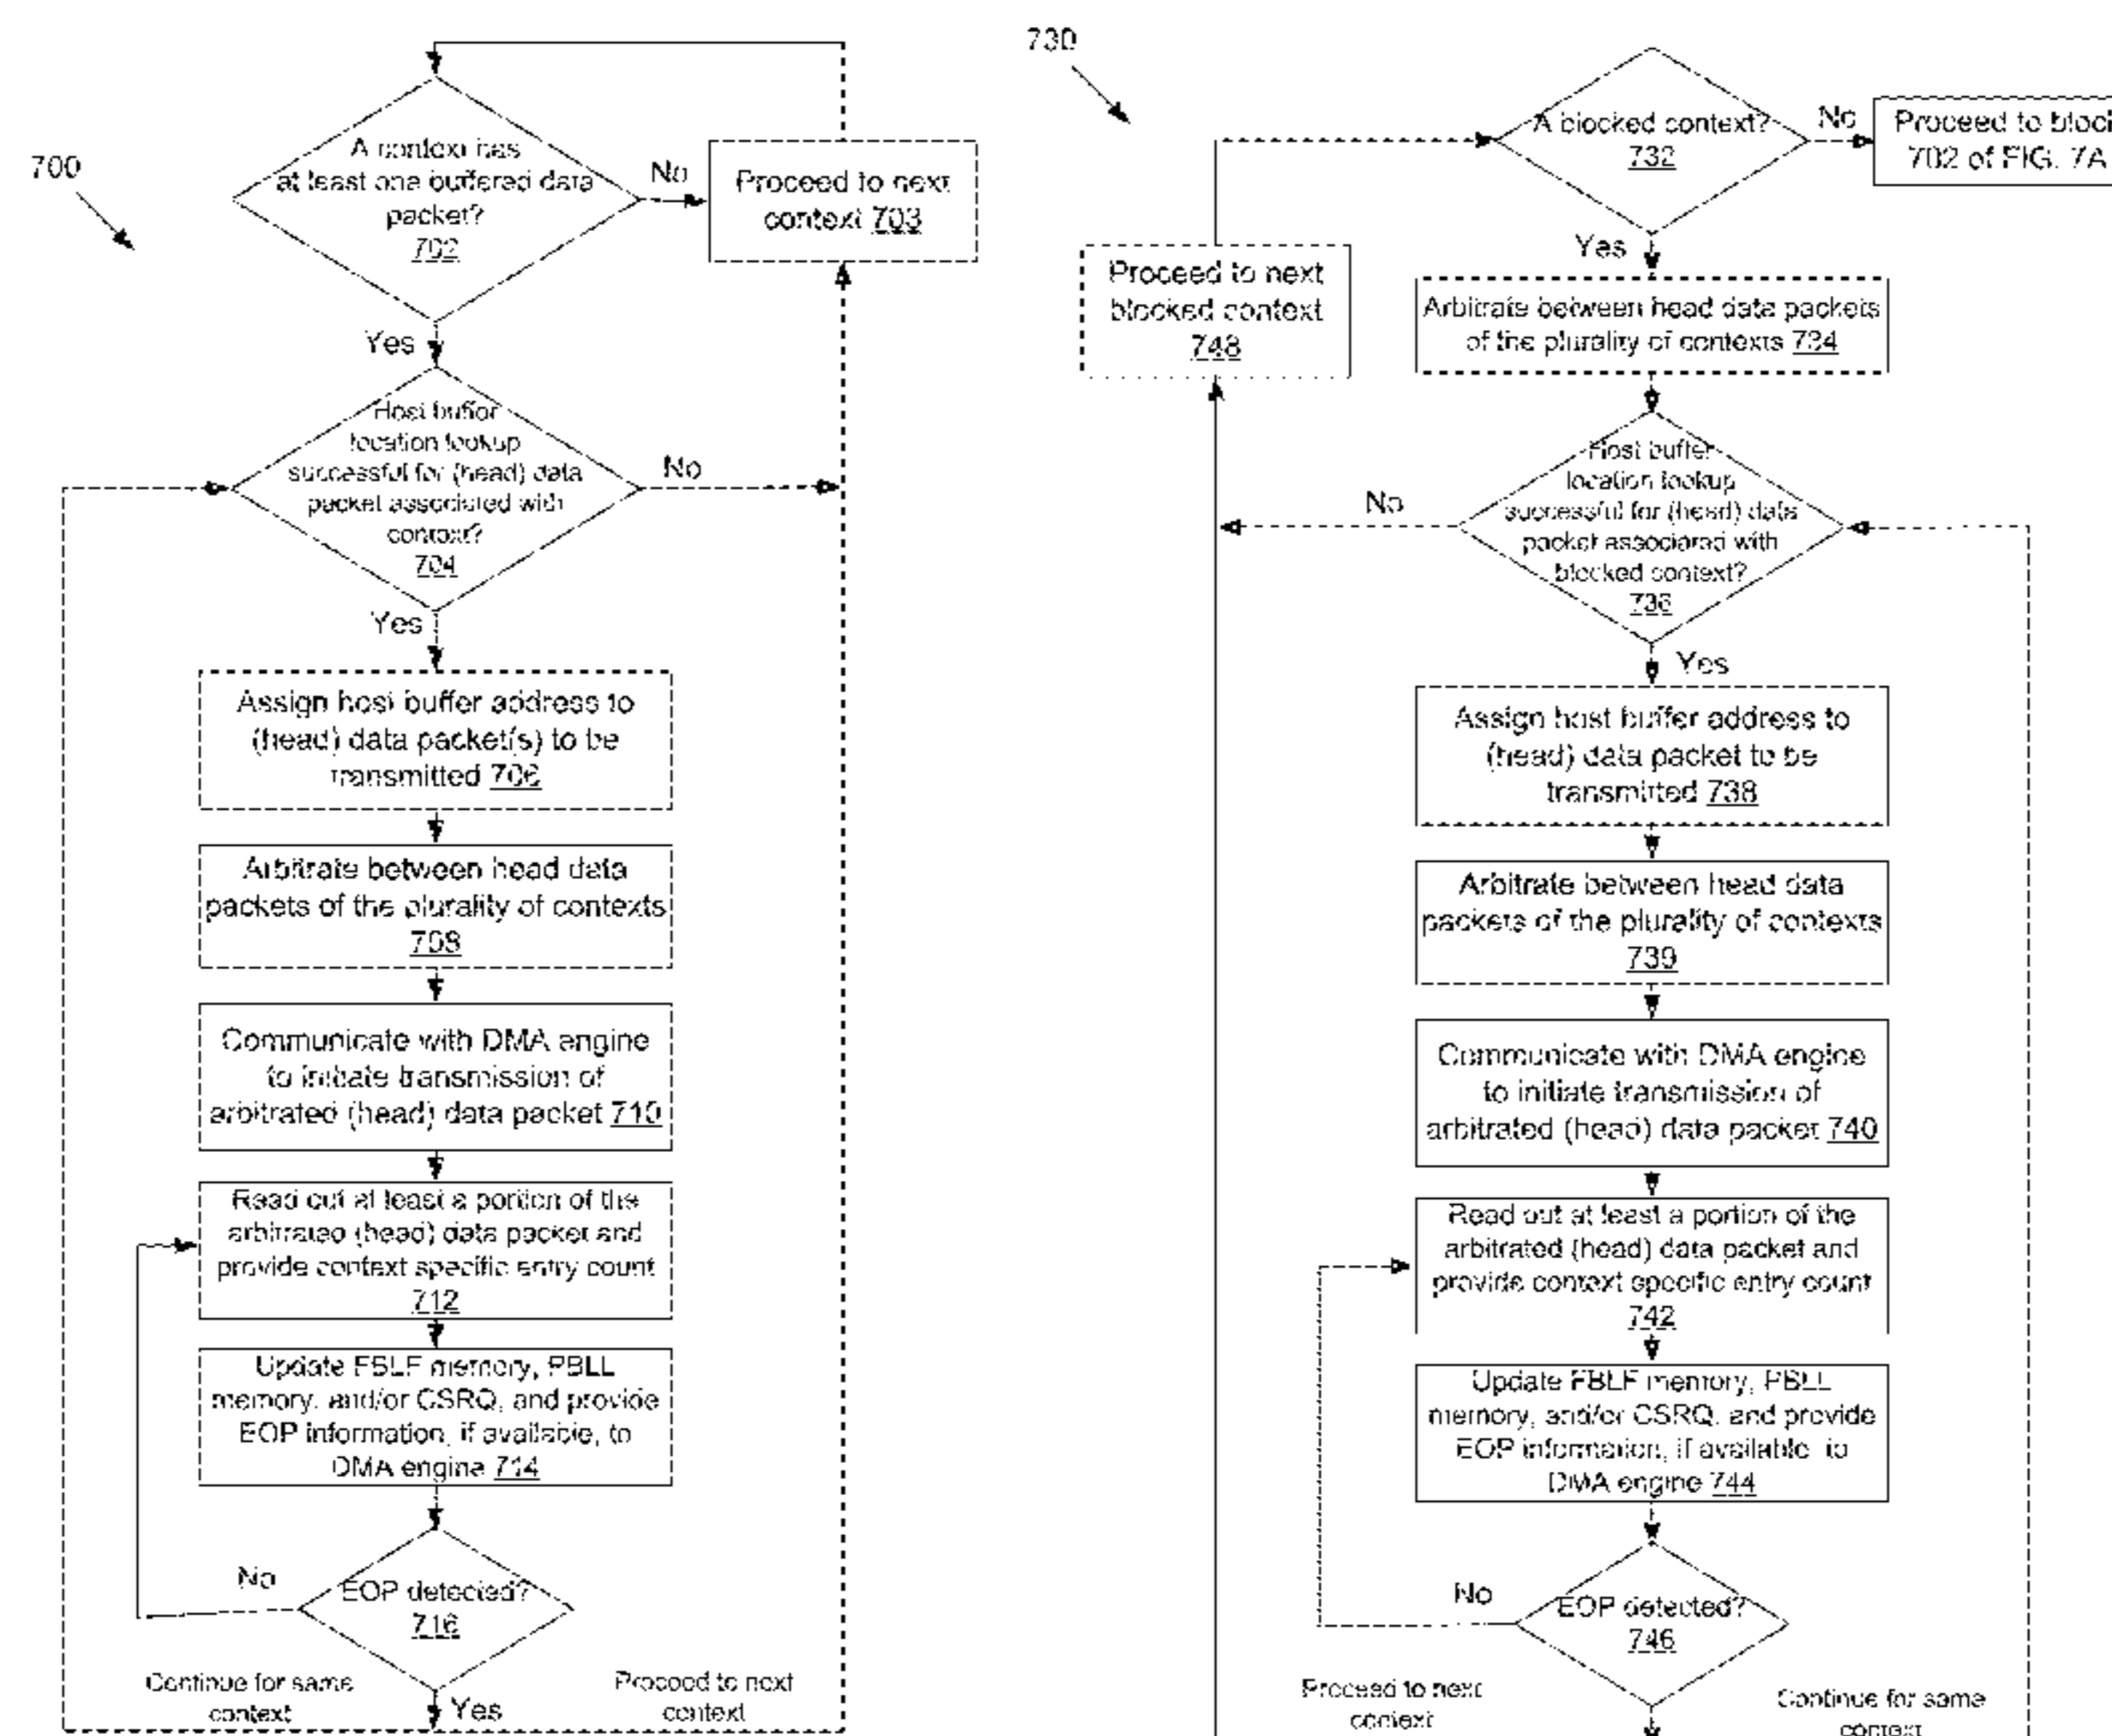 700
A context has
at least one buffered data
packet?
702
No
Proceed to next
context 703
Yes
Host buffer
location lookup
successful for (head) data
packet associated with
context?
704
No
Yes
Assign host buffer address to
(head) data packet(s) to be
transmitted 706
Arbitrate between head data
packets of the plurality of contexts
708
Communicate with DMA engine
to initiate transmission of
arbitrated (head) data packet 710
Read out at least a portion of the
arbitrated (head) data packet and
provide context specific entry count
712
Update FBLF memory, PBLL
memory, and/or CSRQ, and provide
EOP information, if available, to
DMA engine 714
No
EOP detected?
716
Continue for same
context
Yes
Proceed to next
context
730
A blocked context?
732
No
Proceed to
702 of FIG. 7A
Yes
Proceed to next
blocked context
748
Arbitrate between head data packets
of the plurality of contexts 734
Host buffer
location lookup
successful for (head) data
packet associated with
blocked context?
736
No
Yes
Assign host buffer address to
(head) data packet to be
transmitted 738
Arbitrate between head data
packets of the plurality of contexts
739
Communicate with DMA engine
to initiate transmission of
arbitrated (head) data packet 740
Read out at least a portion of the
arbitrated (head) data packet and
provide context specific entry count
742
Update FBLF memory, PBLL
memory, and/or CSRQ, and provide
EOP information, if available, to
DMA engine 744
No
EOP detected?
746
Proceed to next
context
Continue for same
context